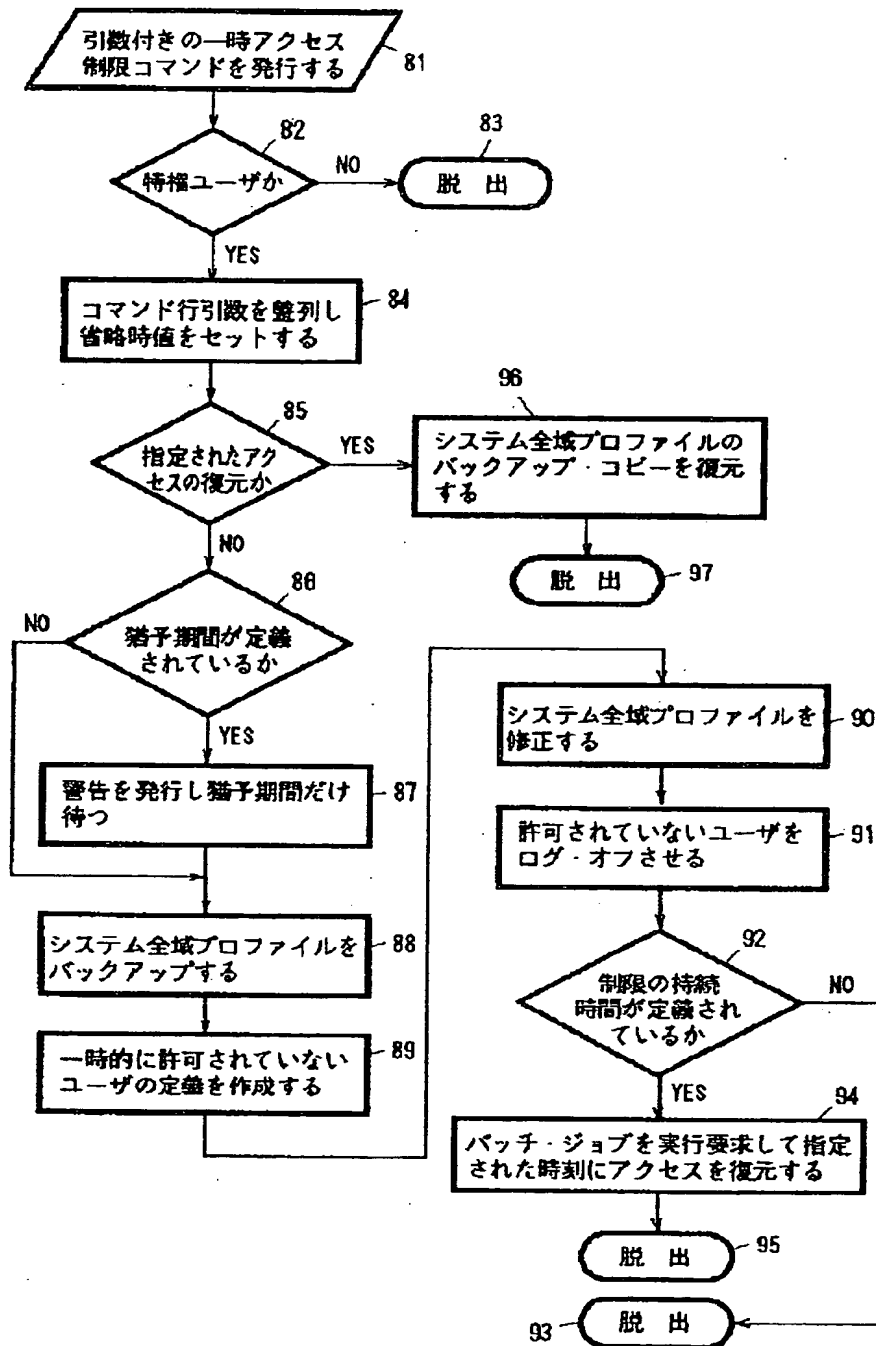 引数付きの一時アクセス
制限コマンドを発行する
81
82
特権ユーザか
NO
83
脱 出
YES
コマンド行引数を整列し
省略時値をセットする
84
85
指定されたアク
セスの復元か
YES
96
システム全域プロファイルの
バックアップ・コピーを復元
する
脱 出
97
NO
86
猶予期間が定義
されているか
NO
YES
警告を発行し猶予期間だけ
待つ
87
システム全域プロファイルを
バックアップする
88
一時的に許可されていない
ユーザの定義を作成する
89
システム全域プロファイルを
修正する
90
許可されていないユーザを
ログ・オフさせる
91
92
制限の持続
時間が定義され
ているか
NO
YES
94
バッチ・ジョブを実行要求して指定
された時刻にアクセスを復元する
脱 出
95
93
脱 出